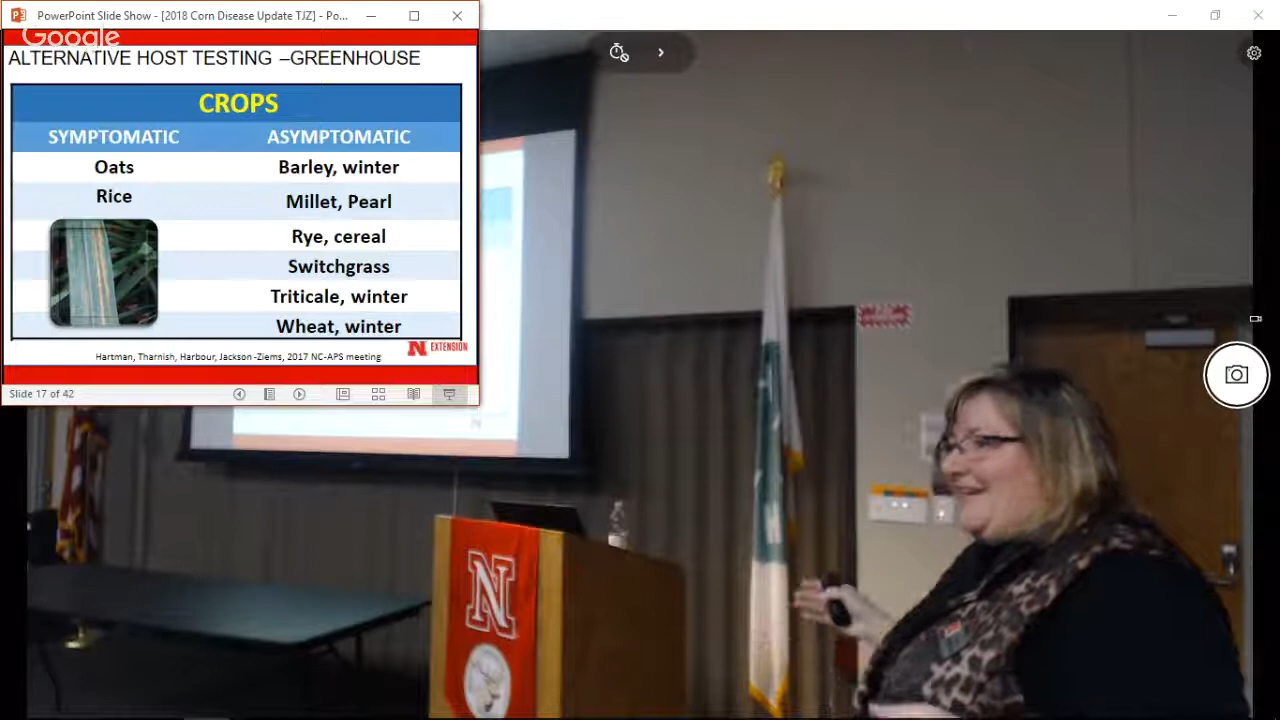 PowerPoint Slide Show - [2018 Corn Disease Update TJZ] - Po...
Google
ALTERNATIVE HOST TESTING –GREENHOUSE
CROPS
SYMPTOMATIC ASYMPTOMATIC
Oats Barley, winter
Rice Millet, Pearl
Rye, cereal
Switchgrass
Triticale, winter
Wheat, winter
Hartman, Tharnish, Harbour, Jackson-Ziems, 2017 NC-APS meeting
N EXTENSION
Slide 17 of 42
N
N